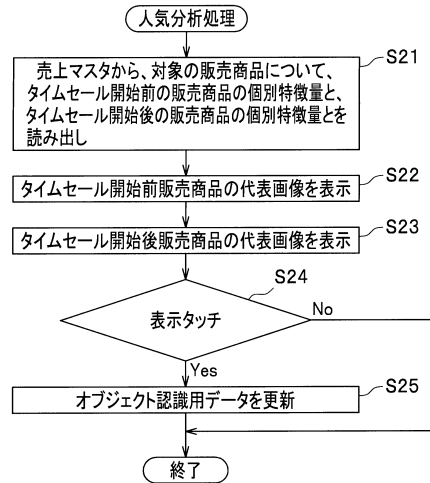 人気分析処理
S21
売上マスタから、対象の販売商品について、
タイムセール開始前の販売商品の個別特徴量と、
タイムセール開始後の販売商品の個別特徴量とを
読み出し
S22
タイムセール開始前販売商品の代表画像を表示
S23
タイムセール開始後販売商品の代表画像を表示
S24
表示タッチ
No
Yes
S25
オブジェクト認識用データを更新
終了